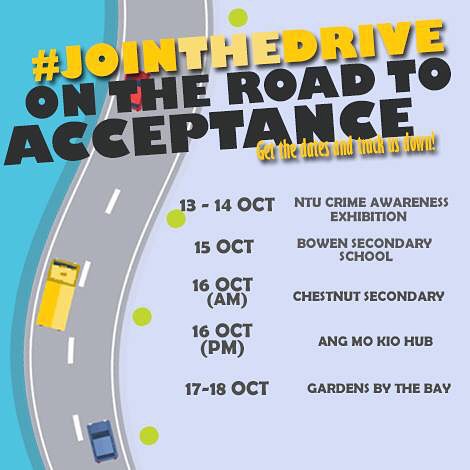 #JOINTHEDRIVE
ON THE ROAD TO
ACCEPTANCE
Get the dates and truck us down!
13 - 14 OCT NTU CRIME AWARENESS
EXHIBITION
15 OCT BOWEN SECONDARY
SCHOOL
16 OCT
(AM) CHESTNUT SECONDARY
16 OCT
(PM) ANG MO KIO HUB
17-18 OCT GARDENS BY THE BAY